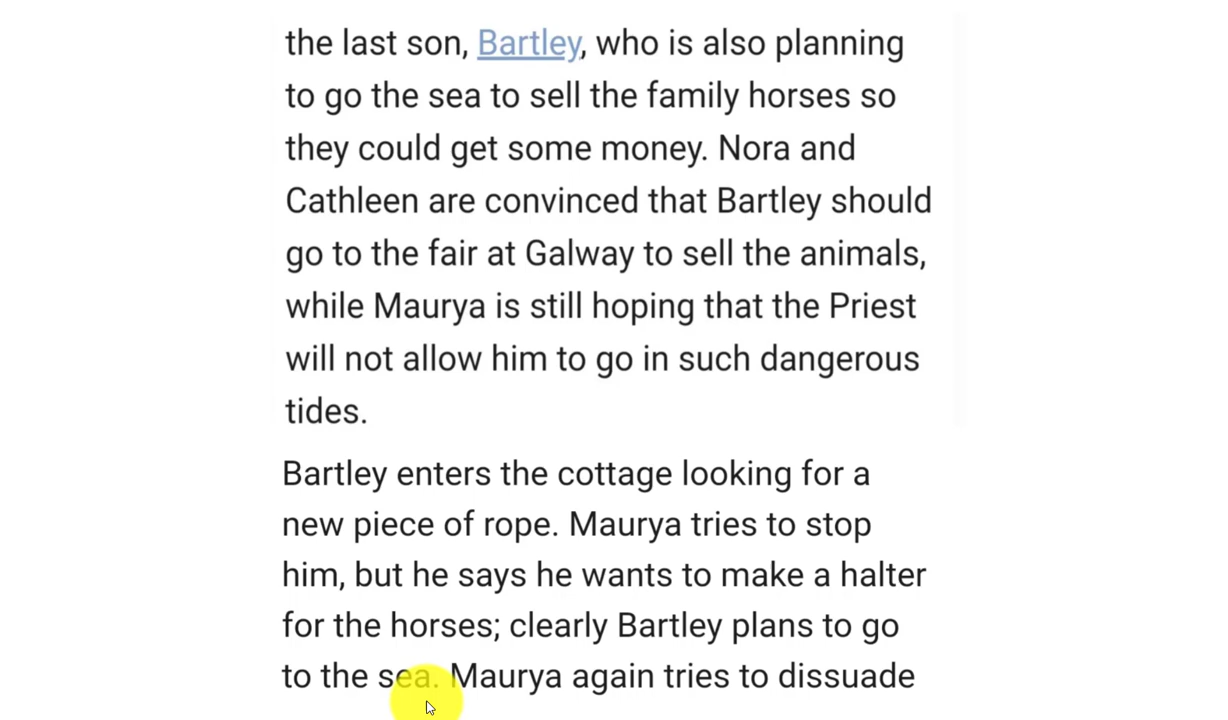 the last son, Bartley, who is also planning
to go the sea to sell the family horses so
they could get some money. Nora and
Cathleen are convinced that Bartley should
go to the fair at Galway to sell the animals,
while Maurya is still hoping that the Priest
will not allow him to go in such dangerous
tides.
Bartley enters the cottage looking for a
new piece of rope. Maurya tries to stop
him, but he says he wants to make a halter
for the horses; clearly Bartley plans to go
to the sea. Maurya again tries to dissuade